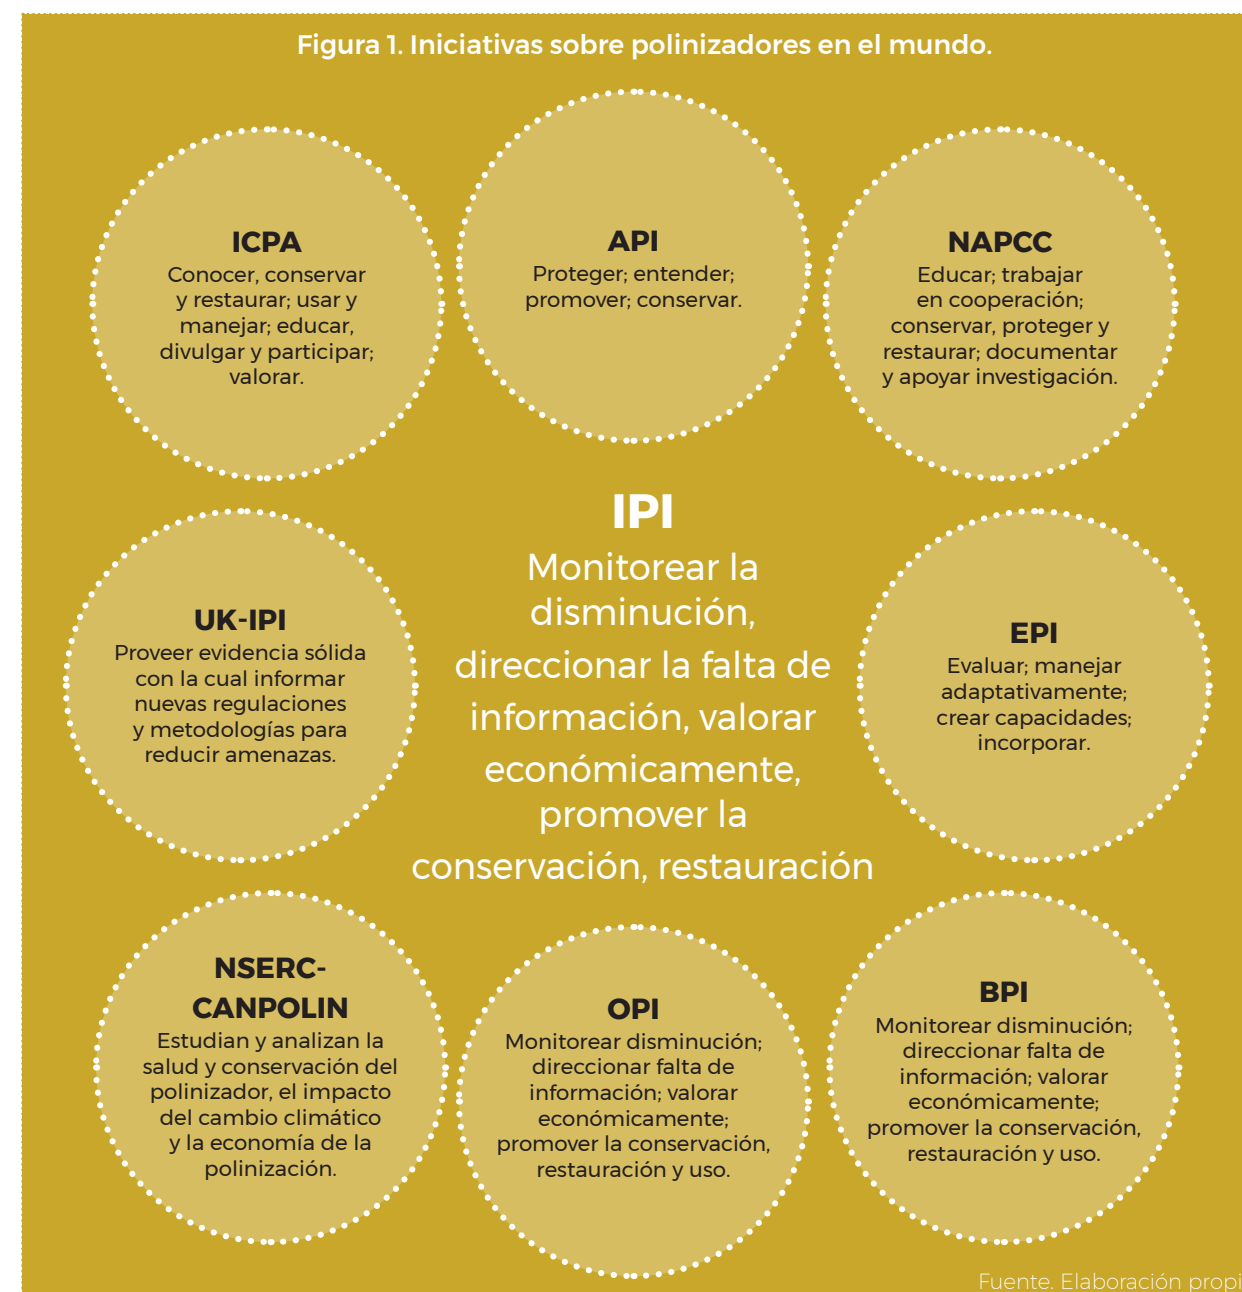 Figura 1. Iniciativas sobre polinizadores en el mundo.
ICPA
Conocer, conservar
y restaurar; usar y
manejar; educar,
divulgar y participar;
valorar.
API
Proteger; entender;
promover; conservar.
NAPCC
Educar; trabajar
en cooperación;
conservar, proteger y
restaurar; documentar
y apoyar investigación.
IPI
Monitorear la
disminución,
direccionar la falta de
información, valorar
económicamente,
promover la
conservación, restauración
UK-IPI
Proveer evidencia sólida
con la cual informar
nuevas regulaciones
y metodologías para
reducir amenazas.
EPI
Evaluar; manejar
adaptativamente;
crear capacidades;
incorporar.
NSERC-
CANPOLIN
Estudian y analizan la
salud y conservación del
polinizador, el impacto
del cambio climático
y la economía de la
polinización.
OPI
Monitorear disminución;
direccionar falta de
información; valorar
económicamente;
promover la conservación,
restauración y uso.
BPI
Monitorear disminución;
direccionar falta de
información; valorar
económicamente;
promover la conservación,
restauración y uso.
Fuente. Elaboración propi